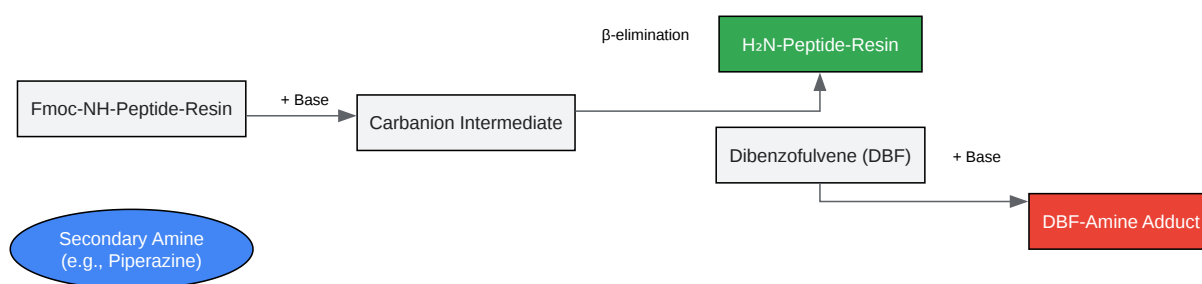 β-elimination
H₂N-Peptide-Resin
Fmoc-NH-Peptide-Resin
+ Base
Carbanion Intermediate
Dibenzofulvene (DBF)
+ Base
DBF-Amine Adduct
Secondary Amine
(e.g., Piperazine)